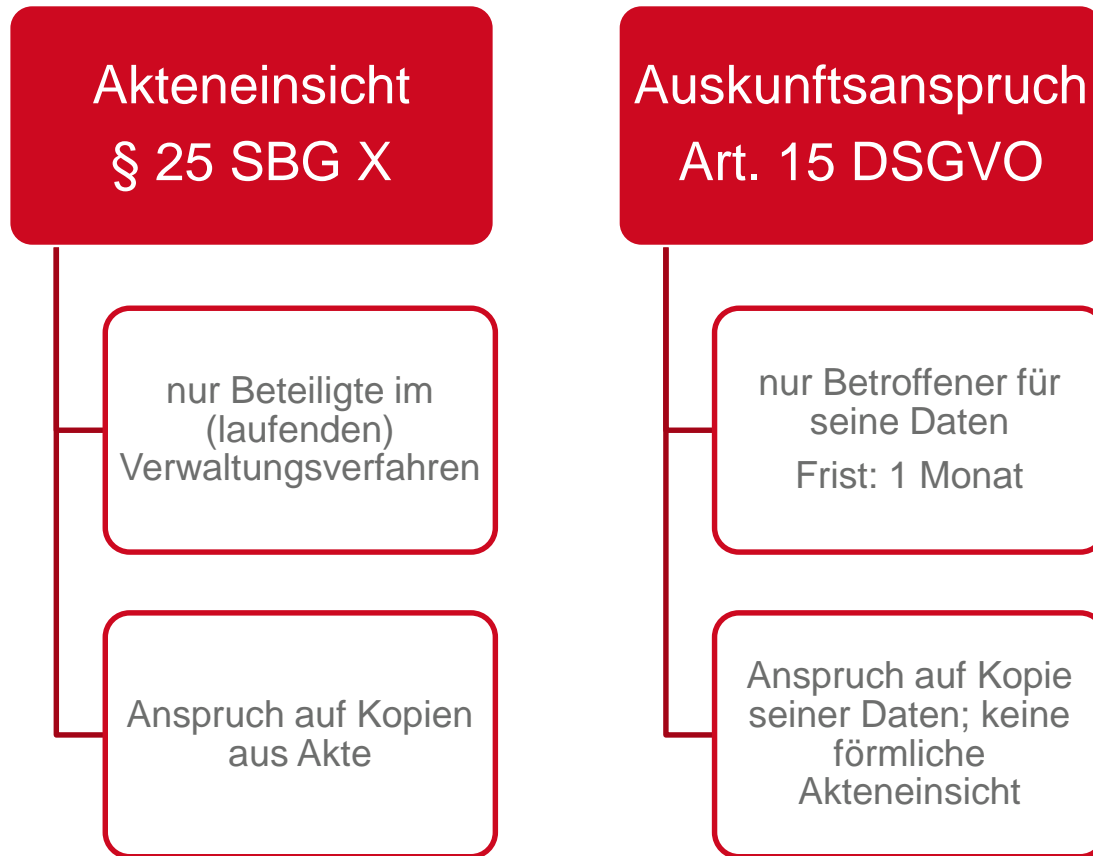 Akteneinsicht
§ 25 SBG X
nur Beteiligte im
(laufenden)
Verwaltungsverfahren
Anspruch auf Kopien
aus Akte
Auskunftsanspruch
Art. 15 DSGVO
nur Betroffener für
seine Daten
Frist: 1 Monat
Anspruch auf Kopie
seiner Daten; keine
förmliche
Akteneinsicht